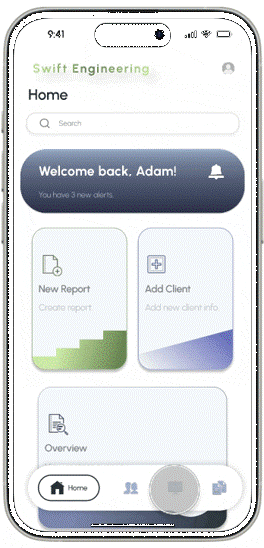 9:41
Swift Engineering
Home
Search
Welcome back, Adam!
You have 3 new alerts.
New Report
Create report
Add Client
Add new client info.
Overview
Home